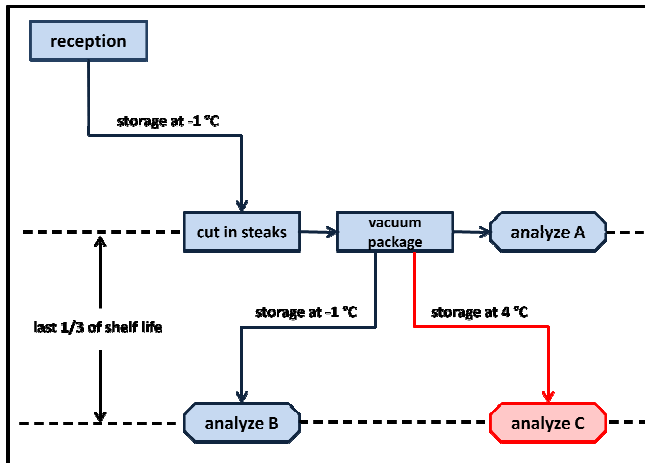 reception
storage at -1 °C
cut in steaks
vacuum
package
analyze A
storage at -1 °C
storage at 4 °C
last 1/3 of shelf life
analyze B
analyze C